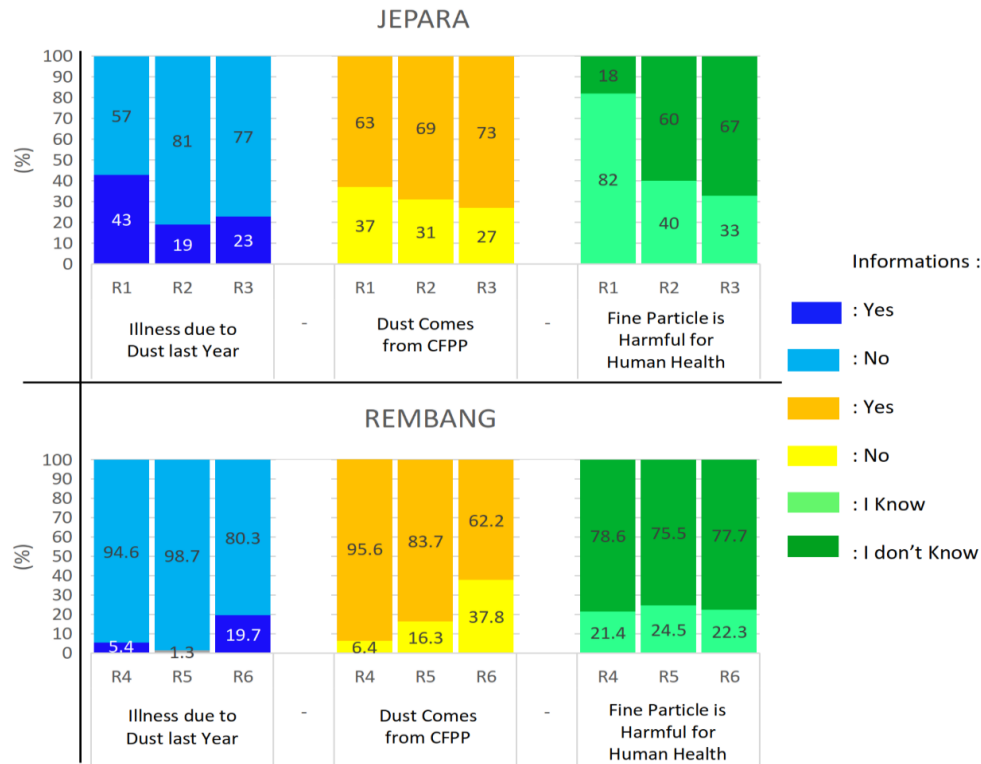 JEPARA
100
90
80
70
60
50
40
30
20
10
0
(%)
57 81 77
43 19 23
63 69 73
37 31 27
18 60 67
82 40 33
R1 R2 R3 R1 R2 R3 R1 R2 R3
Illness due to
Dust last Year
-
Dust Comes
from CFPP
-
Fine Particle is
Harmful for
Human Health
REMBANG
100
90
80
70
60
50
40
30
20
10
0
(%)
94.6 98.7 80.3
5.4 1.3 19.7
95.6 83.7 62.2
6.4 16.3 37.8
78.6 75.5 77.7
21.4 24.5 22.3
R4 R5 R6 R4 R5 R6 R4 R5 R6
Illness due to
Dust last Year
-
Dust Comes
from CFPP
-
Fine Particle is
Harmful for
Human Health
Informations :
: Yes
: No
: Yes
: No
: I Know
: I don't Know